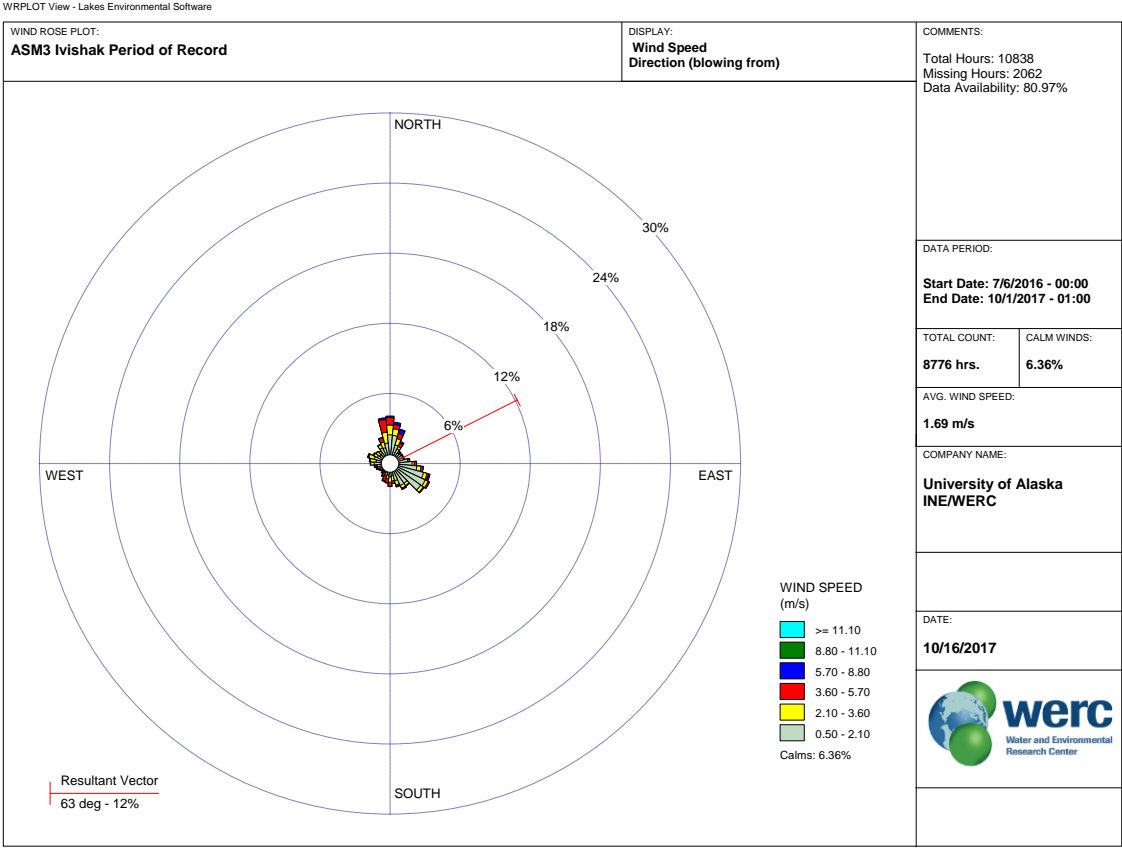 WRPLOT View - Lakes Environmental Software
WIND ROSE PLOT:
ASM3 Ivishak Period of Record
DISPLAY:
Wind Speed
Direction (blowing from)
COMMENTS:
Total Hours: 10838
Missing Hours: 2062
Data Availability: 80.97%
NORTH
30%
24%
18%
12%
6%
WEST
EAST
SOUTH
WIND SPEED
(m/s)
>= 11.10
8.80 - 11.10
5.70 - 8.80
3.60 - 5.70
2.10 - 3.60
0.50 - 2.10
Calms: 6.36%
Resultant Vector
63 deg - 12%
DATA PERIOD:
Start Date: 7/6/2016 - 00:00
End Date: 10/1/2017 - 01:00
TOTAL COUNT:
8776 hrs.
CALM WINDS:
6.36%
AVG. WIND SPEED:
1.69 m/s
COMPANY NAME:
University of Alaska
INE/WERC
DATE:
10/16/2017
werc
Water and Environmental
Research Center